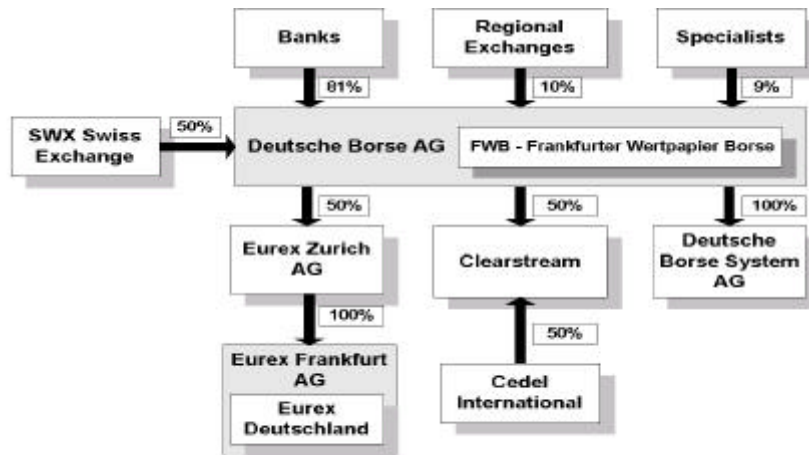 Banks
Regional
Exchanges
Specialists
81%
10%
9%
SWX Swiss
Exchange
50%
Deutsche Borse AG
FWB - Frankfurter Wertpapier Borse
50%
50%
100%
Eurex Zurich
AG
Clearstream
Deutsche
Borse System
AG
100%
50%
Eurex Frankfurt
AG
Eurex
Deutschland
Cedel
International